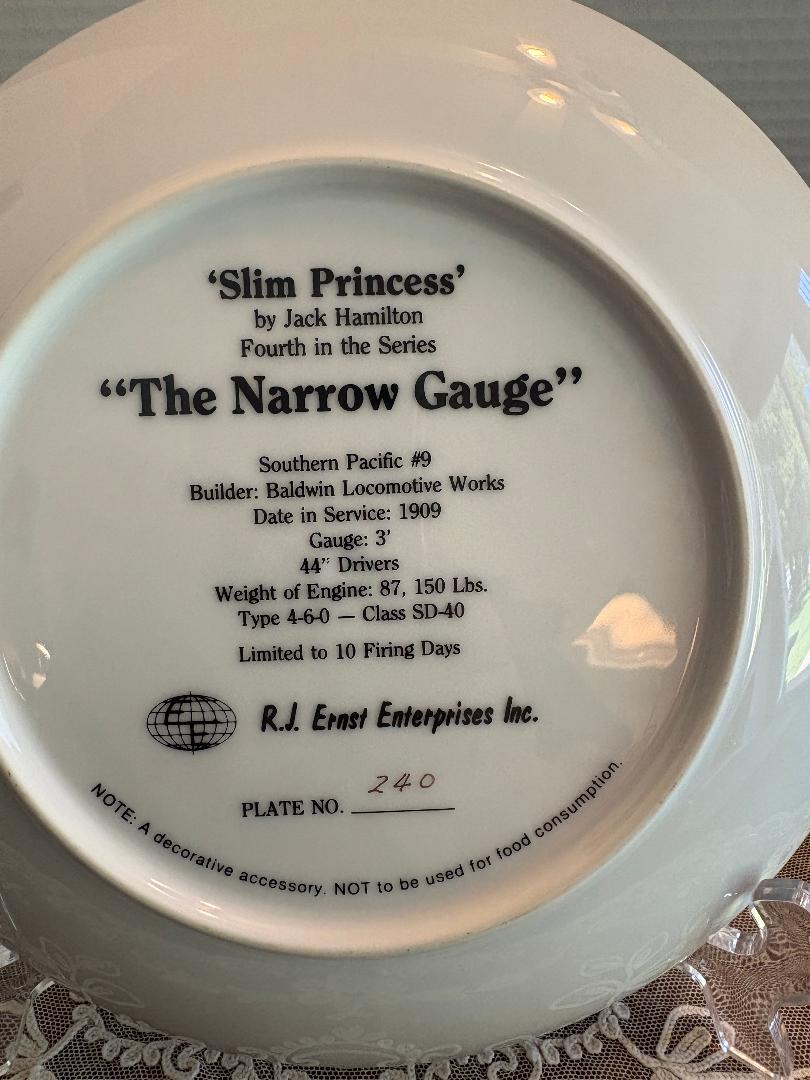 ‘Slim Princess’
by Jack Hamilton
Fourth in the Series
“The Narrow Gauge”
Southern Pacific #9
Builder: Baldwin Locomotive Works
Date in Service: 1909
Gauge: 3'
44" Drivers
Weight of Engine: 87, 150 Lbs.
Type 4-6-0 — Class SD-40
Limited to 10 Firing Days
EE
R.J. Ernst Enterprises Inc.
PLATE NO. 240
NOTE: A decorative accessory. NOT to be used for food consumption.